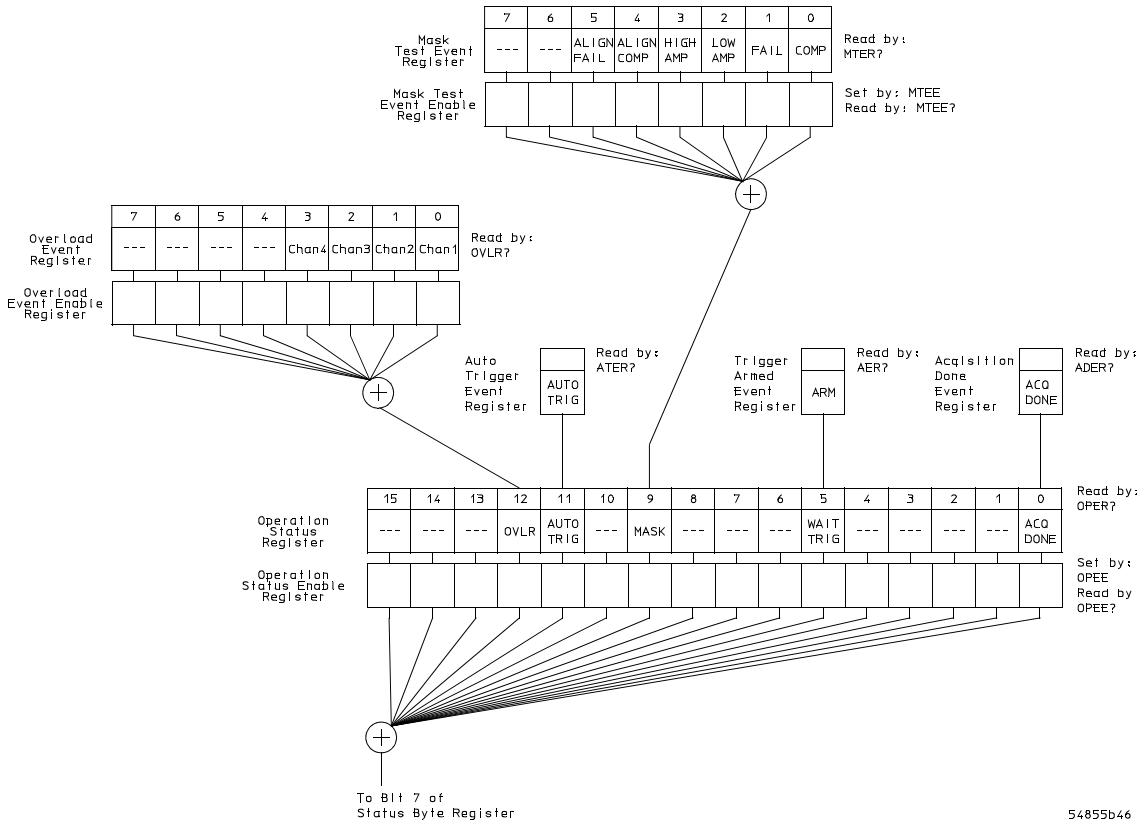 7 6 5 4 3 2 1 0
Mask
Test Event
Register
--- --- ALIGN FAIL ALIGN COMP HIGH AMP LOW AMP FAIL COMP
Read by:
MTER?
Mask Test
Event Enable
Register
Set by: MTEE
Read by: MTEE?
7 6 5 4 3 2 1 0
Overload
Event
Register
--- --- --- --- Chan4 Chan3 Chan2 Chan1
Read by:
OVLR?
Overload
Event Enable
Register
Auto
Trigger
Event
Register
AUTO
TRIG
Read by:
ATER?
Trigger
Armed
Event
Register
ARM
Read by:
AER?
Acqisition
Done
Event
Register
ACQ
DONE
Read by:
ADER?
15 14 13 12 11 10 9 8 7 6 5 4 3 2 1 0
Operation
Status
Register
--- --- --- OVLR AUTO TRIG --- MASK --- --- --- WAIT TRIG --- --- --- --- ACQ DONE
Read by:
OPER?
Operation
Status Enable
Register
Set by:
OPEE
Read by
OPEE?
To Bit 7 of
Status Byte Register
54855b46